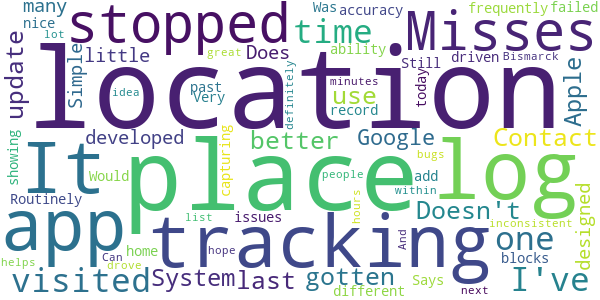 many nice Was accuracy frequently failed
stopped time Misses
lot great ability Still driven Bismarck
update Simple little Does Apple
location
idea past Very record minutes today definitely
showing developed better use Google Contact
It place log
Routinely Would capturing people add bugs within
app tracking Doesn't one designed
list issues hours inconsistent
home And hope blocks
visited System last gotten I've
helps Can drove different Says next